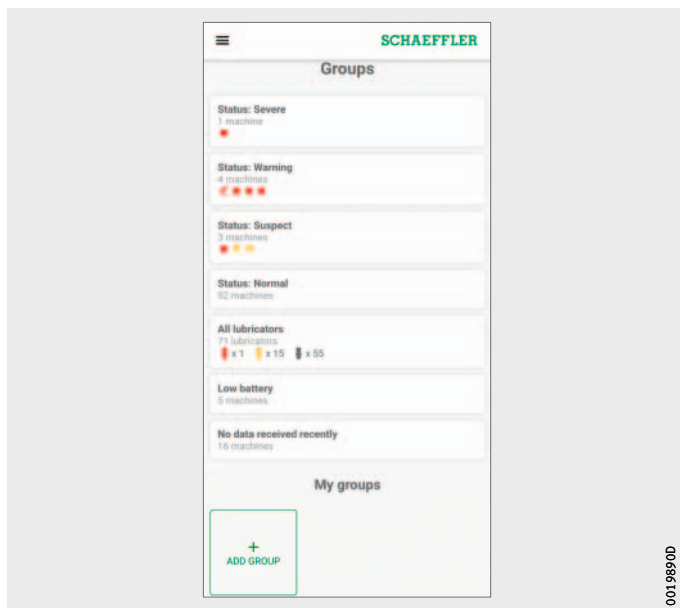 SCHAEFFLER
Groups
Status: Severe
1 machine
Status: Warning
4 machines
Status: Suspect
3 machines
Status: Normal
52 machines
All lubricators
71 lubricators
x 1 x 15 x 55
Low battery
5 machines
No data received recently
16 machines
My groups
+
ADD GROUP
0019890D